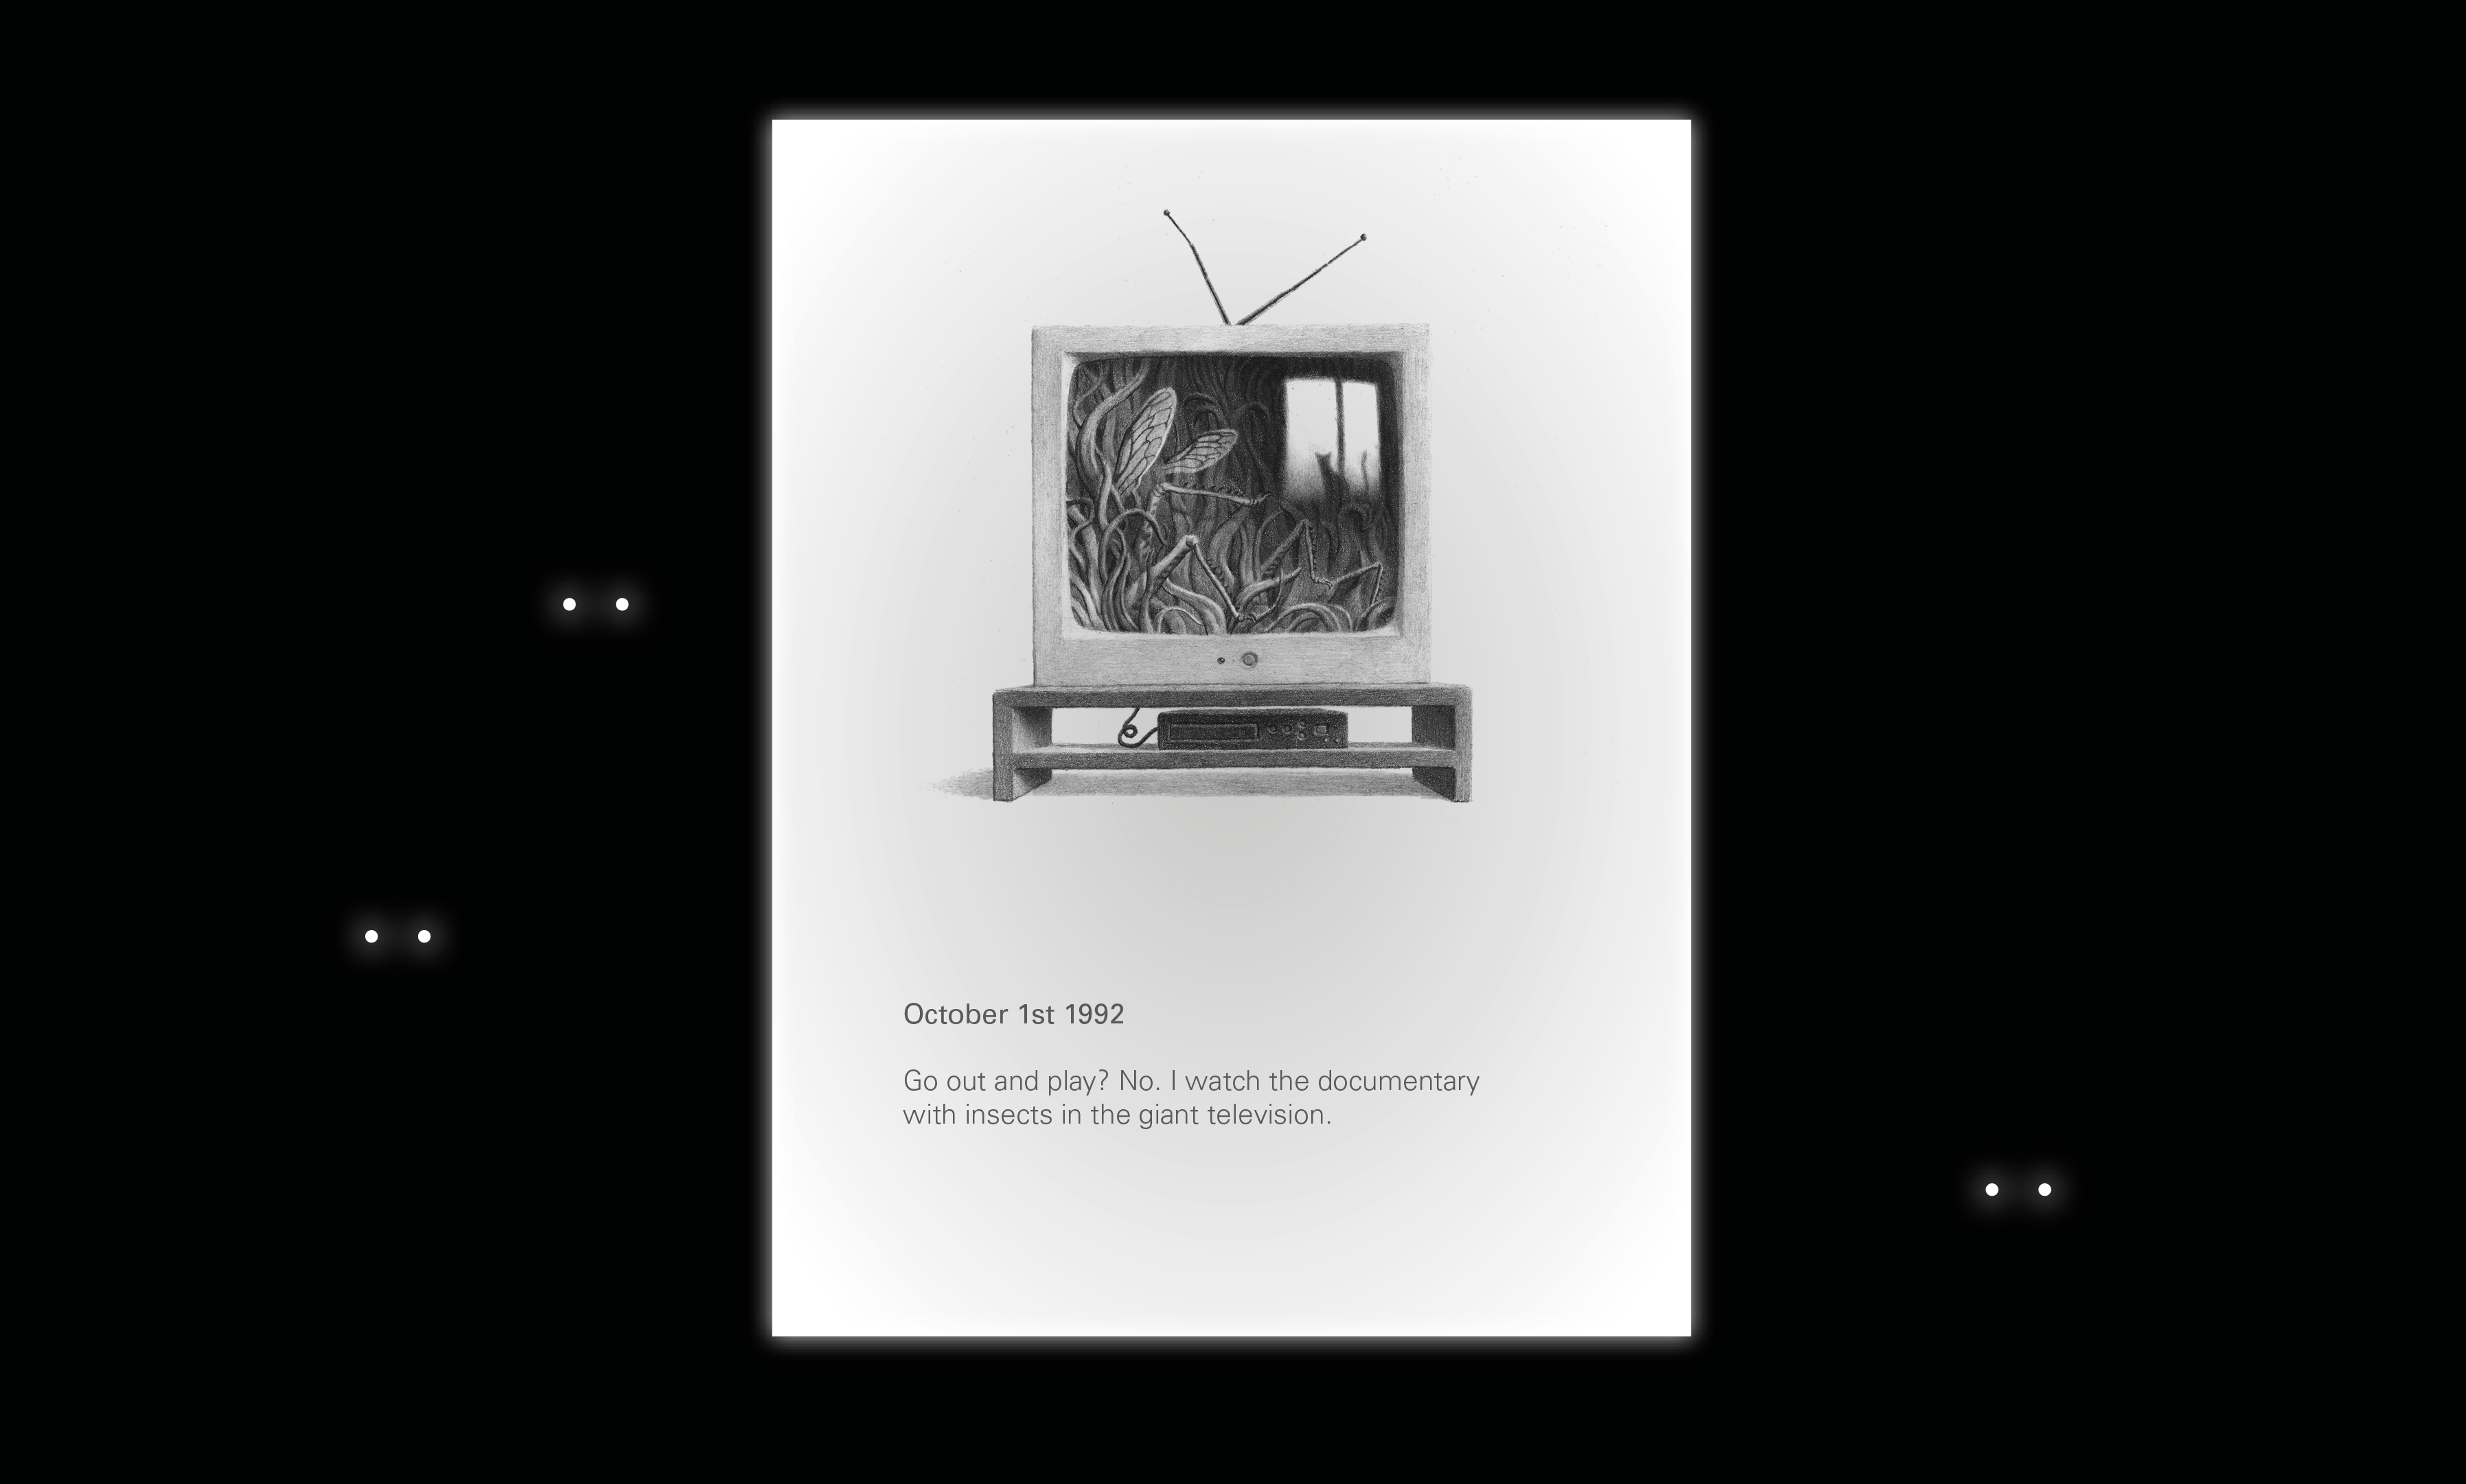 October 1st 1992
Go out and play? No. I watch the documentary
with insects in the giant television.